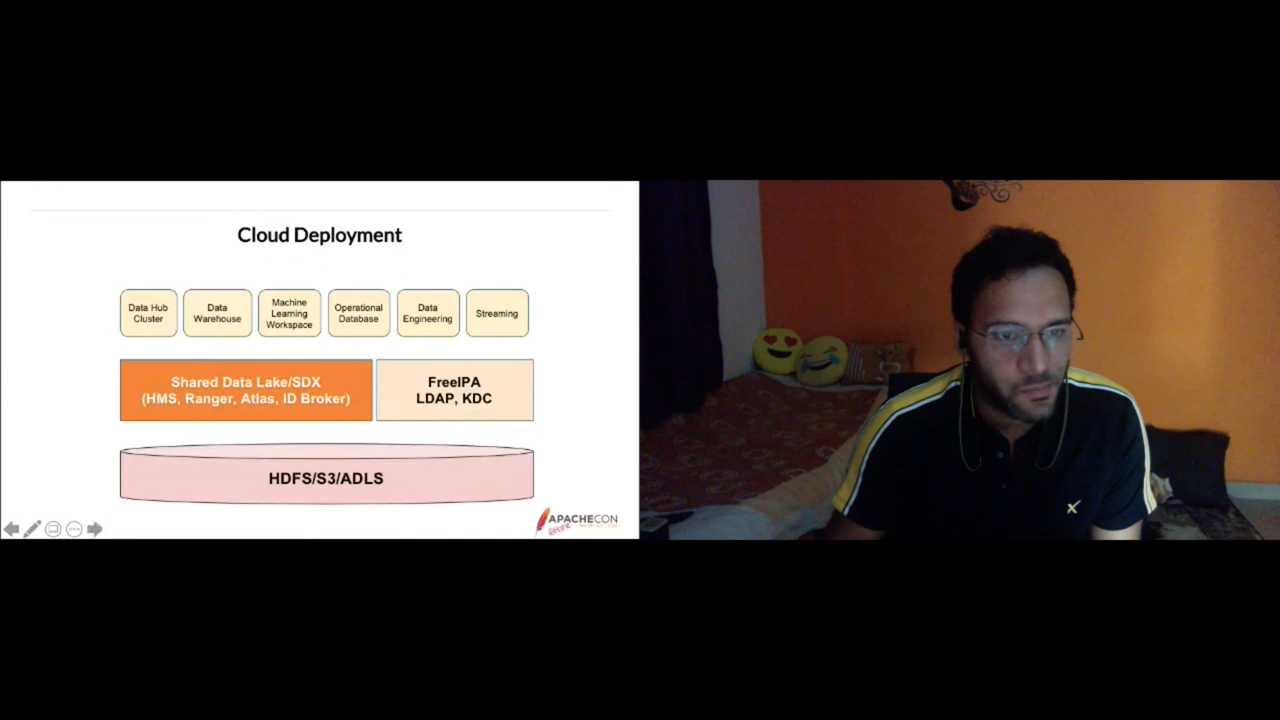 Cloud Deployment
Data Hub
Cluster
Data
Warehouse
Machine
Learning
Workspace
Operational
Database
Data
Engineering
Streaming
Shared Data Lake/SDX
(HMS, Ranger, Atlas, ID Broker)
FreeIPA
LDAP, KDC
HDFS/S3/ADLS
APACHECON